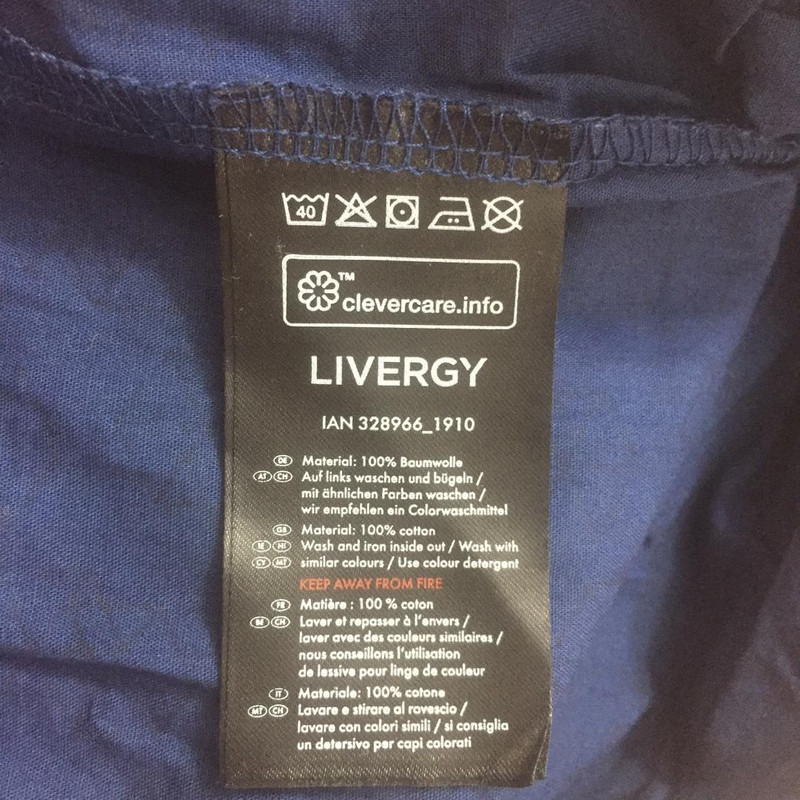 40
™
clevercare.info
LIVERGY
IAN 328966_1910
DE Material: 100% Baumwolle
AT CH Auf links waschen und bügeln /
mit ähnlichen Farben waschen /
wir empfehlen ein Colorwaschmittel
GB Material: 100% cotton
IE NI Wash and iron inside out / Wash with
CY MT similar colours / Use colour detergent
KEEP AWAY FROM FIRE
FR Matière : 100 % coton
BE CH Laver et repasser à l'envers /
laver avec des couleurs similaires /
nous conseillons l'utilisation
de lessive pour linge de couleur
IT Materiale: 100% cotone
MT CH Lavare e stirare al rovescio /
lavare con colori simili / si consiglia
un detersivo per capi colorati